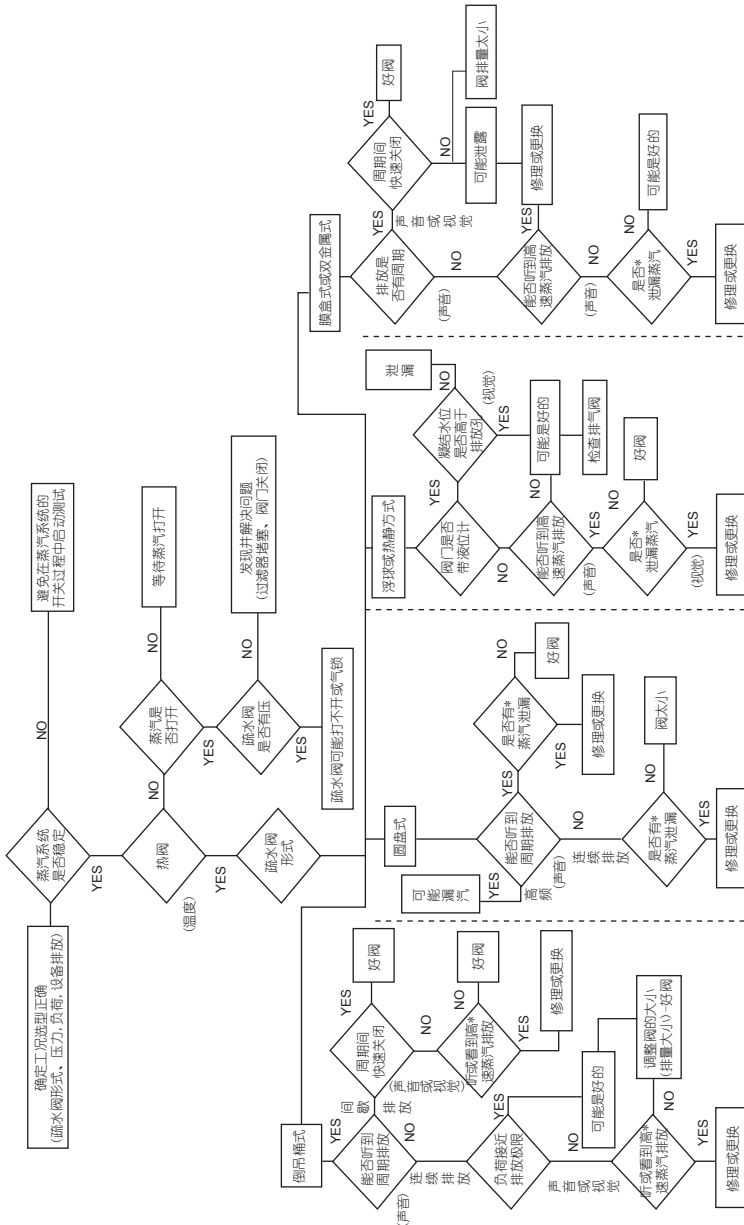 确定工况选型正确
(疏水阀形式、压力,负荷,设备排放)
蒸汽系统
是否稳定
NO
避免在蒸汽系统的
开关过程中启动测试
YES
热阀
(温度)
NO
蒸汽是
否打开
NO
等待蒸汽打开
YES
疏水阀
是否有压
NO
发现并解决问题
(过滤器堵塞、阀门关闭)
YES
疏水阀可能打不开或气锁
YES
疏水阀
形式
倒吊桶式
YES
能否听到
周期排放
(声音)
间歇
排放
周期间
快速关闭
YES
好阀
(声音或视觉)
NO
听或看到高*
速蒸汽排放
NO
好阀
YES
修理或更换
NO
连续
排放
负荷接近
排放极限
YES
可能是好的
NO
声音或视觉
听或看到高*
速蒸汽排放
NO
调整阀的大小
(排量大小)-好阀
YES
修理或更换
圆盘式
能否听到
周期排放
(声音)
YES
高频
可能
漏汽
YES
是否有*
蒸汽泄漏
NO
好阀
YES
修理或更换
NO
连续
排放
是否有*
蒸汽泄漏
NO
阀太小
YES
修理或更换
浮球或热静方式
阀门是否
带液位计
YES
凝结水位
是否高于
排放孔
NO
泄漏
(视觉)
YES
可能是好的
检查排气阀
NO
能否听到高
速蒸汽排放
NO
(声音)
YES
是否*
泄漏蒸汽
NO
好阀
(视觉)
YES
修理或更换
膜盒式或双金属式
排放是
否有周期
YES
声音或视觉
周期间
快速关闭
YES
好阀
NO
阀排量太小
可能泄露
修理或更换
(声音)
NO
能否听到高
速蒸汽排放
YES
(声音)
NO
是否*
泄漏蒸汽
NO
可能是好的
YES
修理或更换